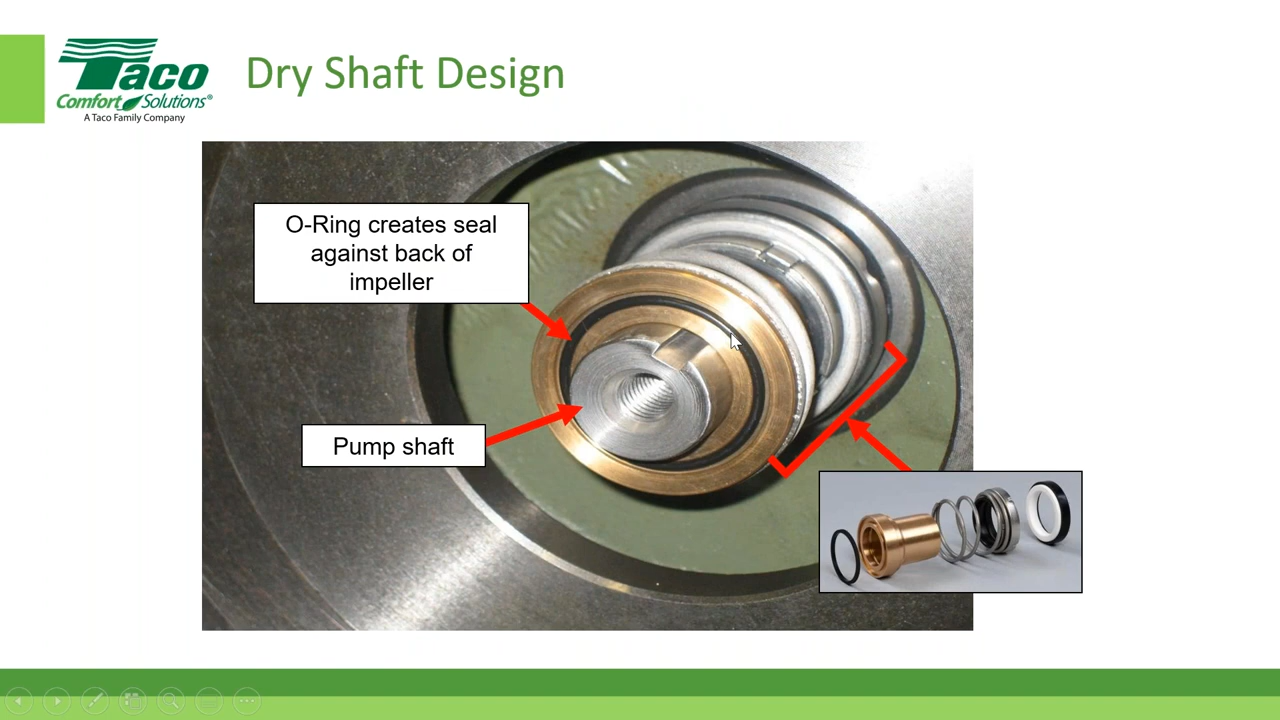 Taco
Comfort Solutions®
A Taco Family Company
Dry Shaft Design
O-Ring creates seal
against back of
impeller
Pump shaft